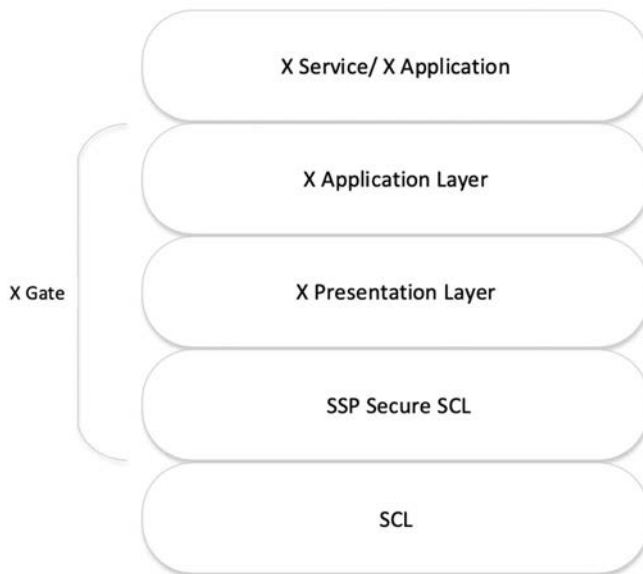 X Service/ X Application
X Application Layer
X Gate
X Presentation Layer
SSP Secure SCL
SCL